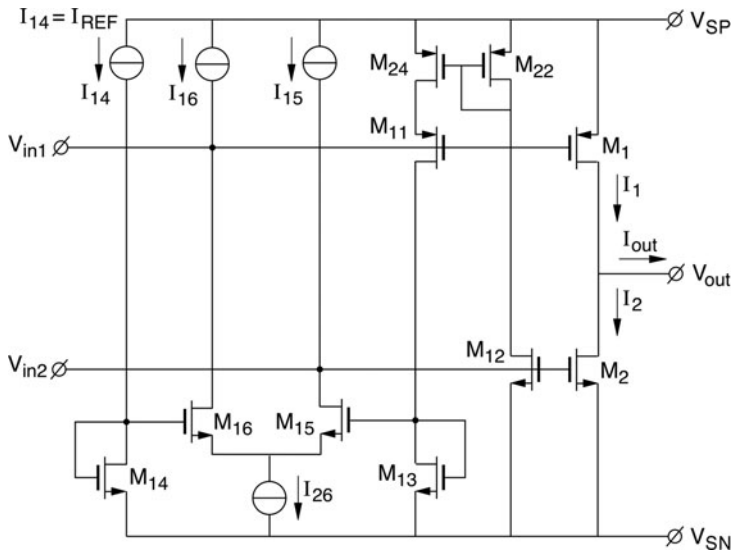 I14 = IREF
VSP
I14
I16
I15
M24
M22
M11
Vin1
M1
I1
Iout
Vout
I2
M12
Vin2
M2
M16
M15
M14
I26
M13
VSN